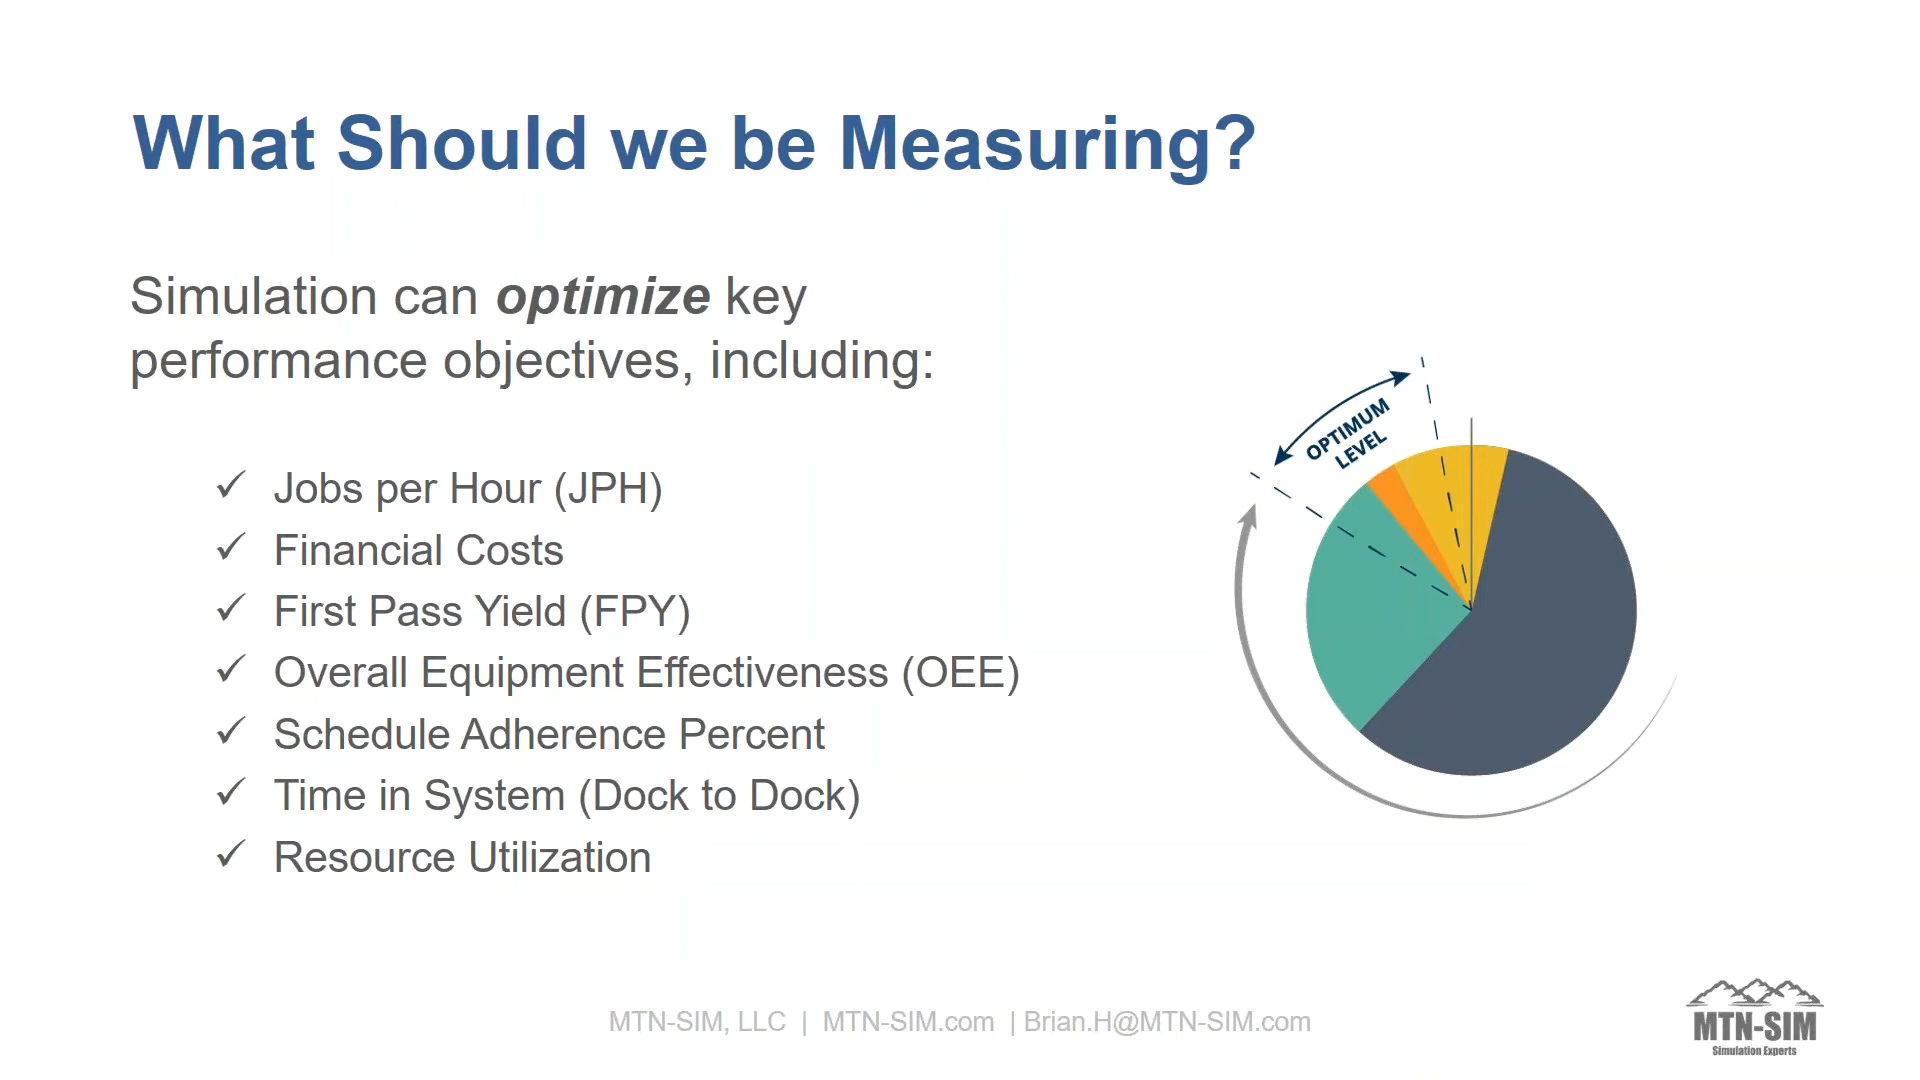 What Should we be Measuring?
Simulation can optimize key
performance objectives, including:
✓ Jobs per Hour (JPH)
✓ Financial Costs
✓ First Pass Yield (FPY)
✓ Overall Equipment Effectiveness (OEE)
✓ Schedule Adherence Percent
✓ Time in System (Dock to Dock)
✓ Resource Utilization
OPTIMUM
LEVEL
MTN-SIM, LLC | MTN-SIM.com | Brian.H@MTN-SIM.com
MTN-SIM
Simulation Experts